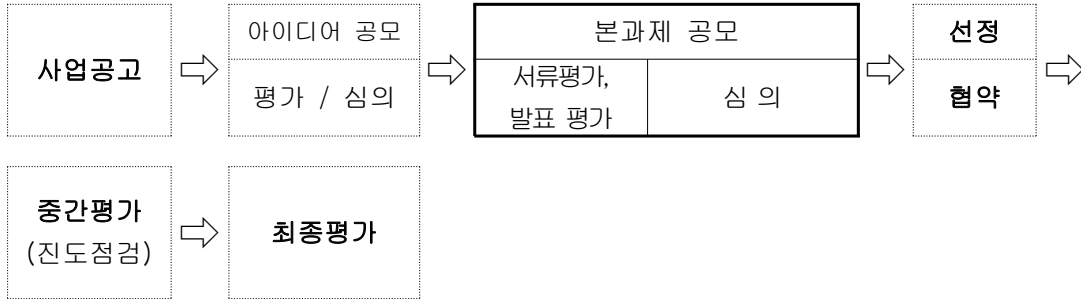 사업공고
아이디어 공모
평가 / 심의
본과제 공모
서류평가,
발표 평가
심 의
선정
협약
중간평가
(진도점검)
최종평가